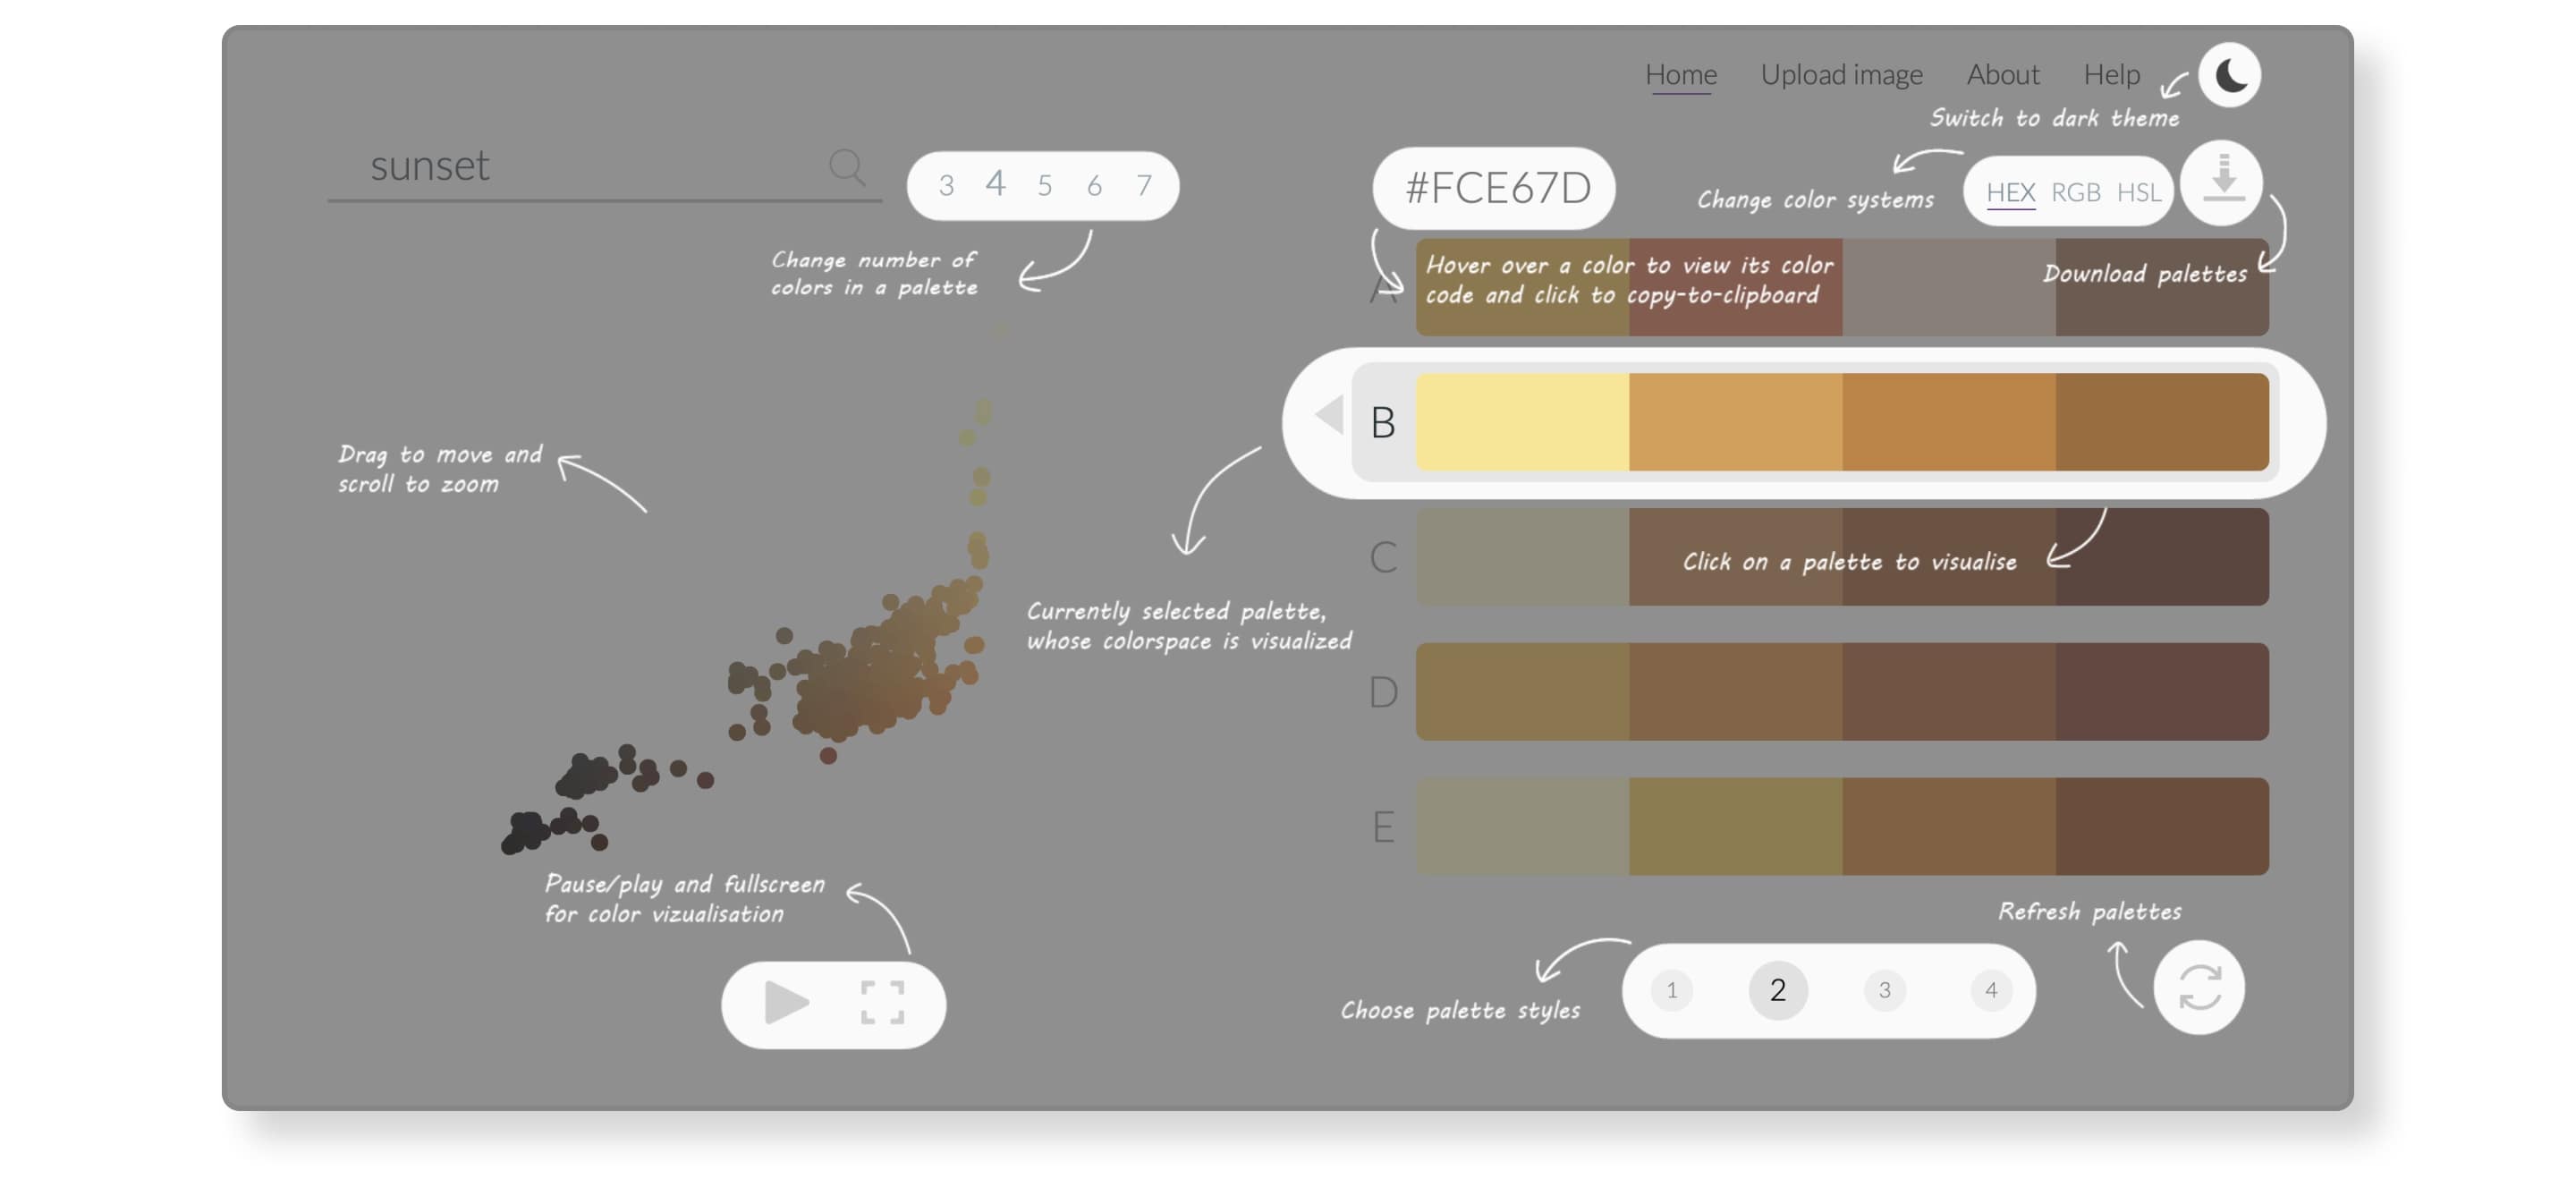 Home Upload image About Help
Switch to dark theme
sunset
3 4 5 6 7
#FCE67D
Change color systems
HEX RGB HSL
Change number of
colors in a palette
A
Hover over a color to view its color
code and click to copy-to-clipboard
Download palettes
B
Drag to move and
scroll to zoom
C
Click on a palette to visualise
Currently selected palette,
whose colorspace is visualized
D
E
Pause/play and fullscreen
for color vizualisation
Refresh palettes
Choose palette styles
1 2 3 4